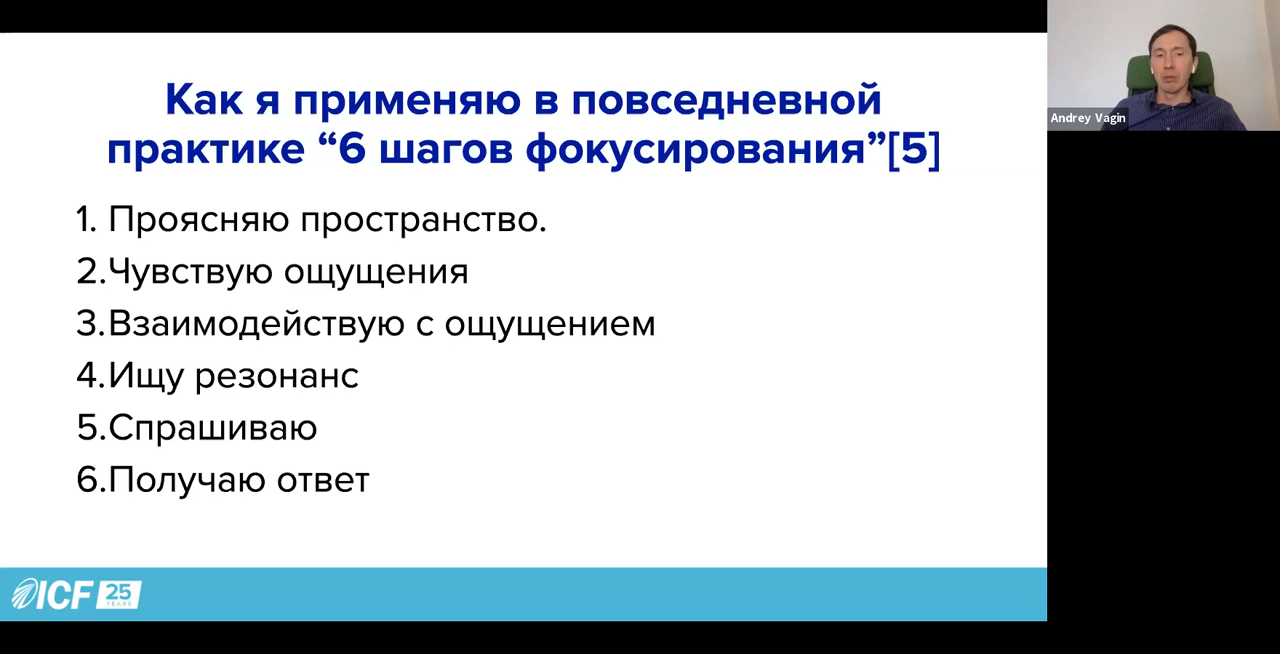 Как я применяю в повседневной
практике “6 шагов фокусирования”[5]
1. Проясняю пространство.
2.Чувствую ощущения
3.Взаимодействую с ощущением
4.Ищу резонанс
5.Спрашиваю
6.Получаю ответ
ICF 25
YEARS
Andrey Vagin